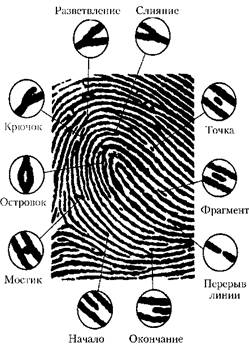 Разветвление
Слияние
Крючок
Точка
Островок
Фрагмент
Мостик
Перерыв
линии
Начало
Окончание